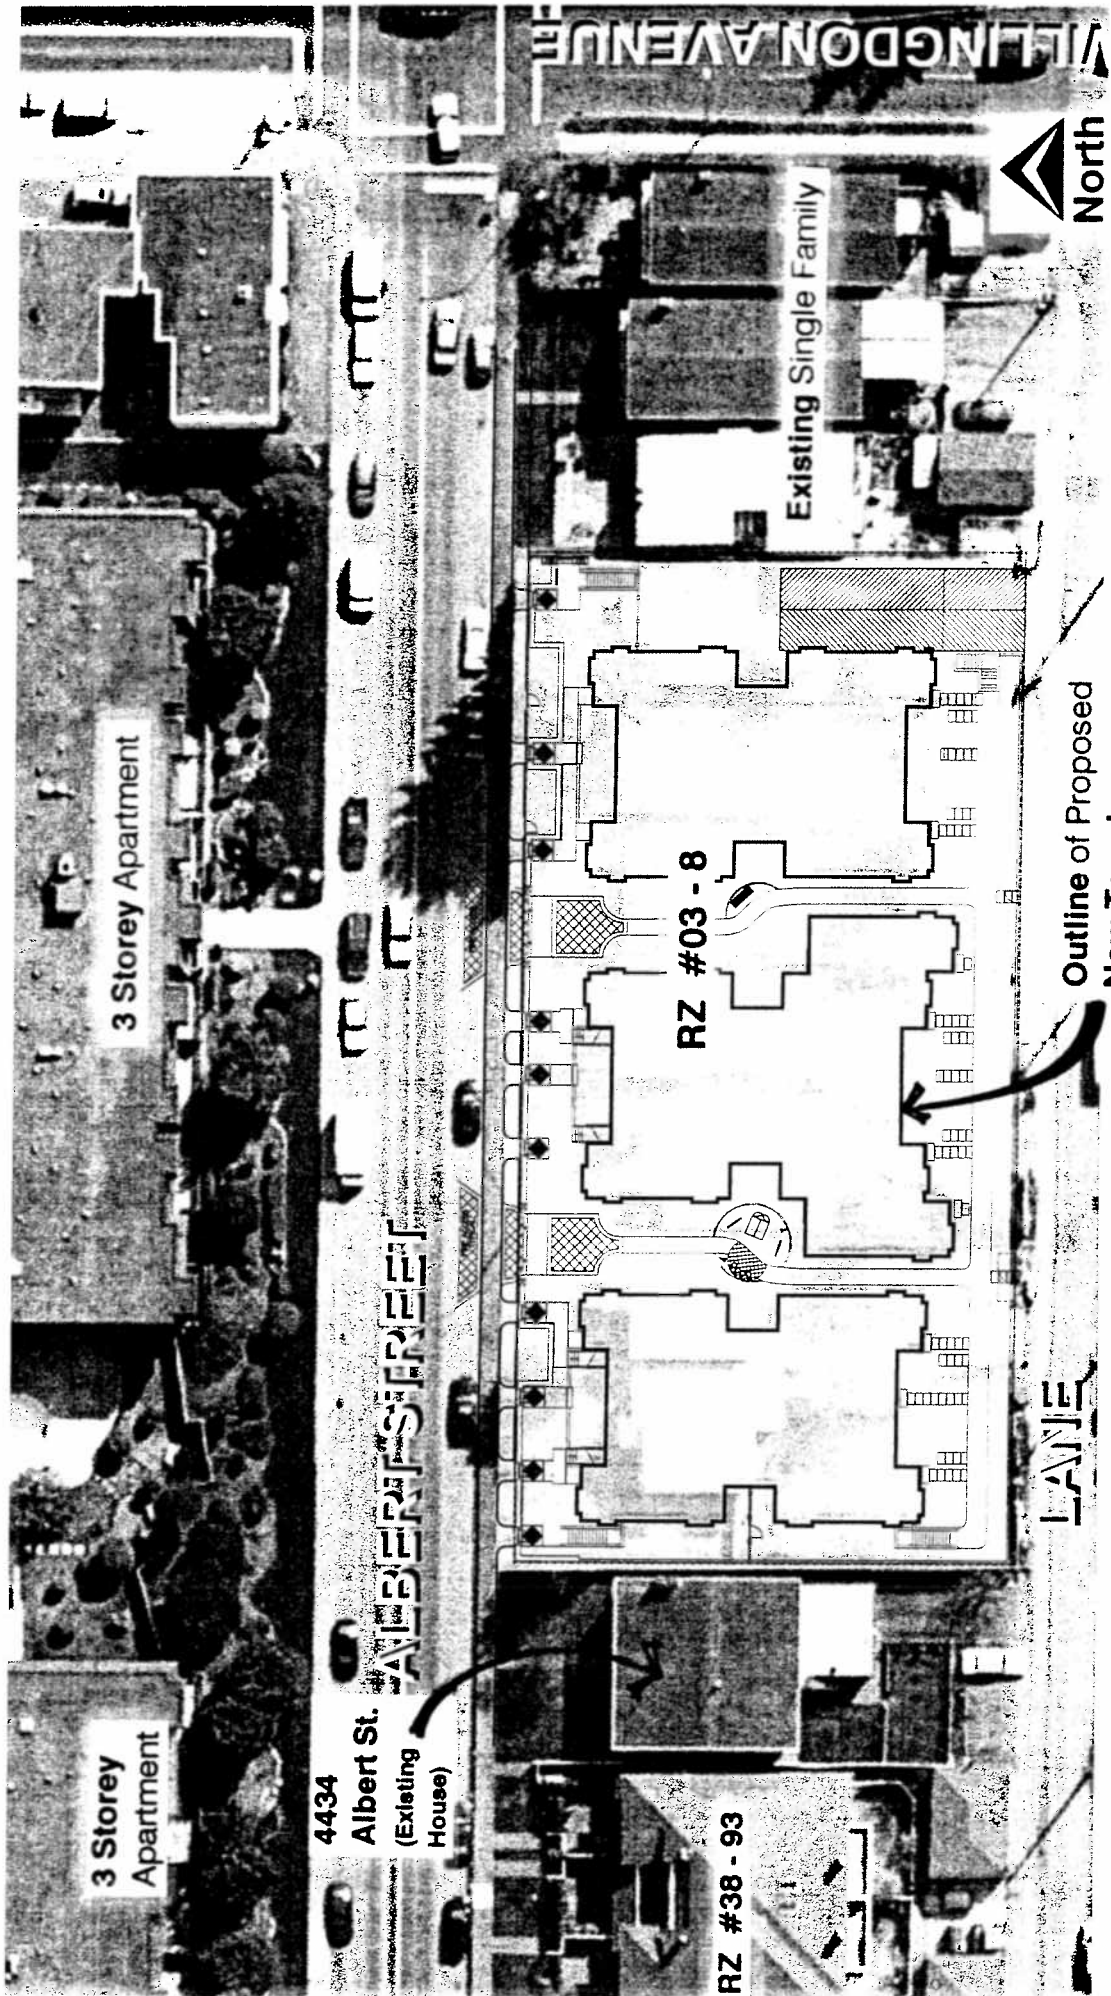 3 Storey
Apartment
3 Storey Apartment
4434
Albert St.
(Existing
House)
ALBERT STREET
ILLINGDON AVENUE
RZ #38 - 93
RZ #03 - 8
Existing Single Family
LANE
Outline of Proposed
North